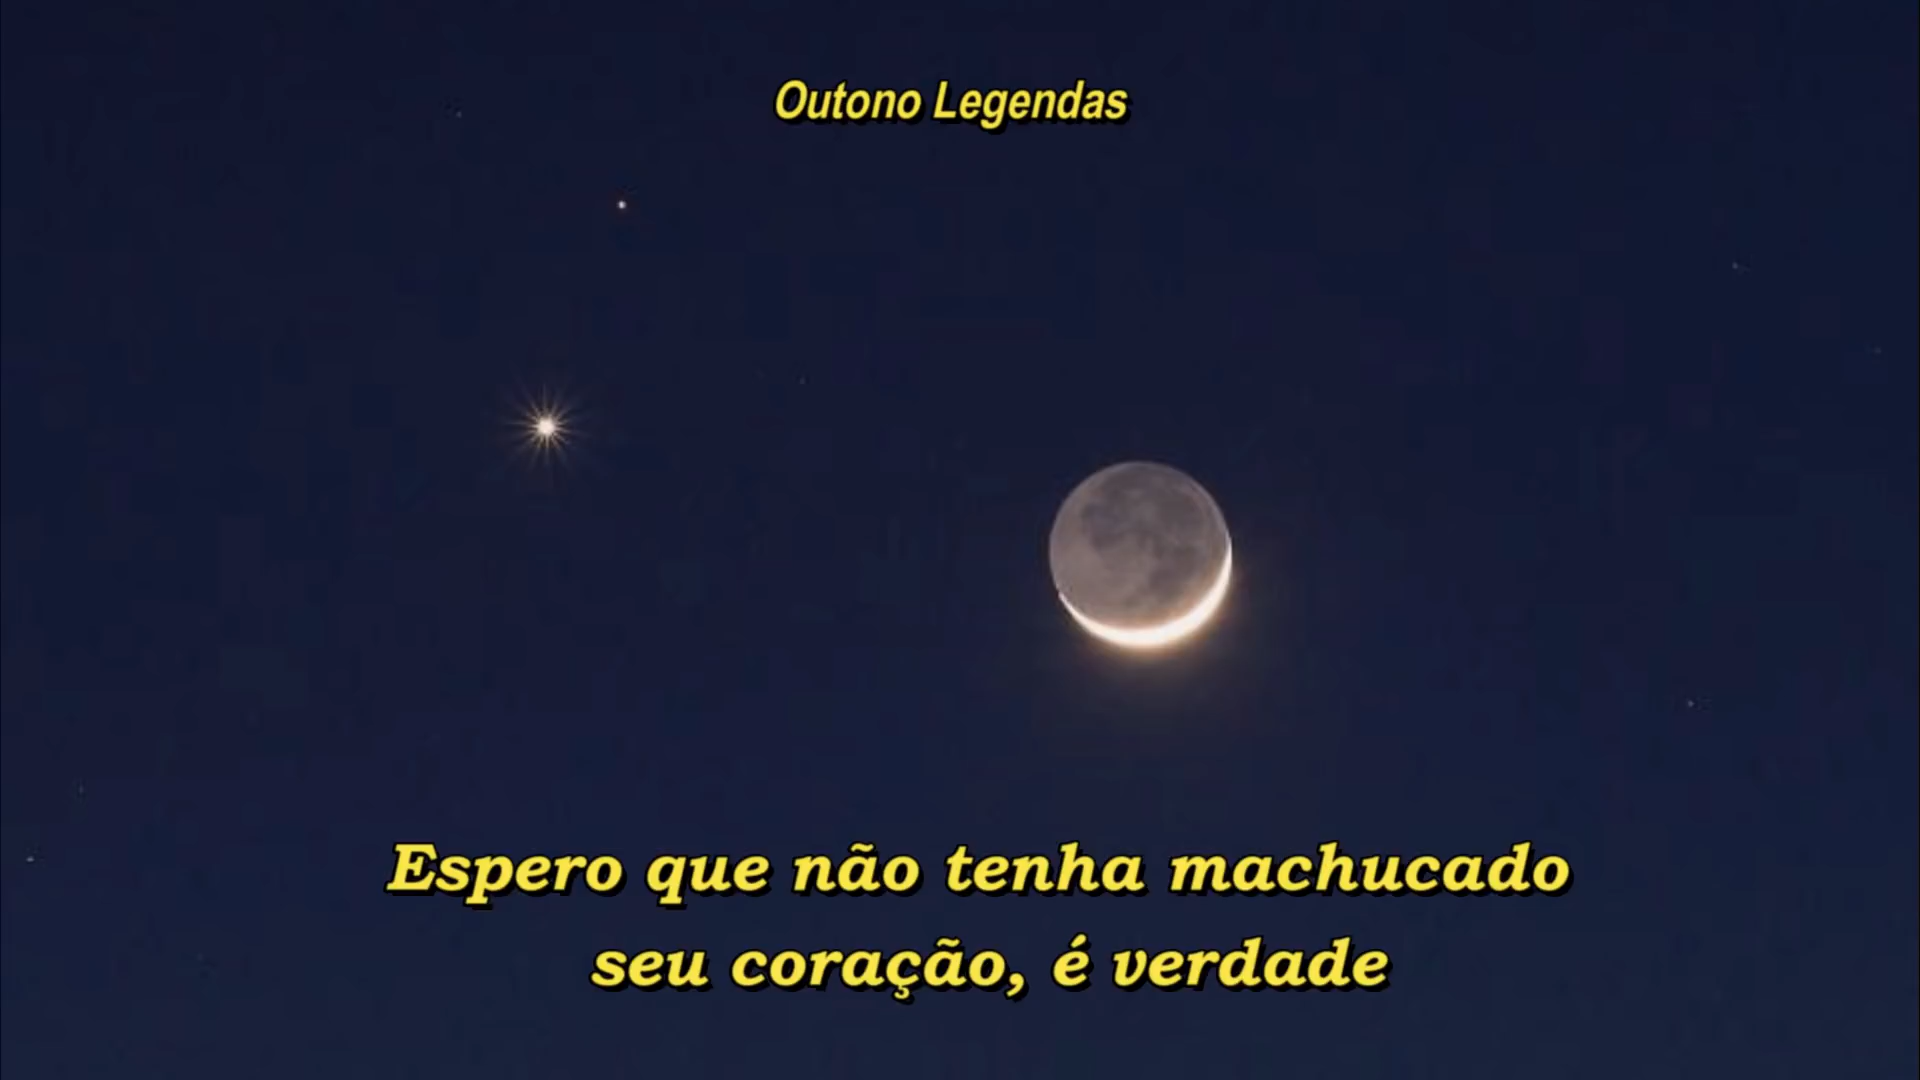 Outono Legendas
Espero que não tenha machucado
seu coração, é verdade